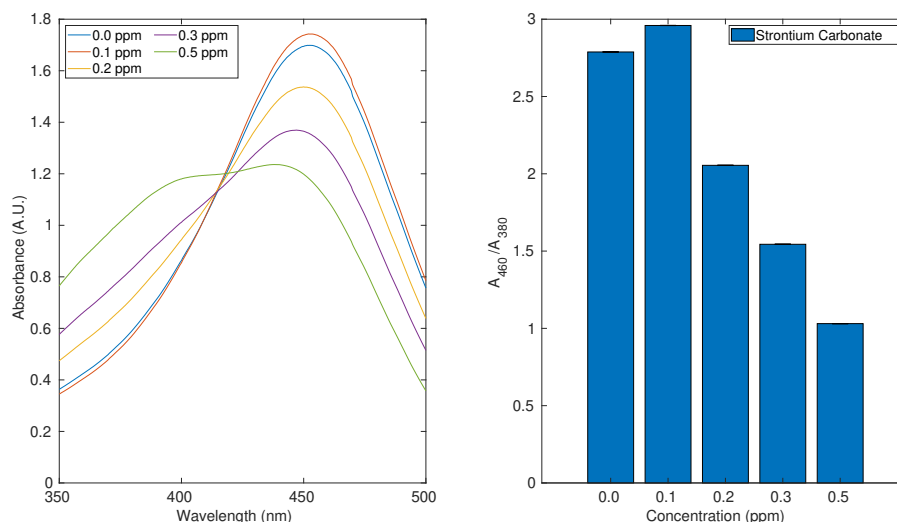 1.8
1.6
1.4
1.2
1
0.8
0.6
0.4
0.2
0
350
400
450
500
Absorbance (A.U.)
Wavelength (nm)
0.0 ppm
0.1 ppm
0.2 ppm
0.3 ppm
0.5 ppm
3
2.5
2
1.5
1
0.5
0
0.0
0.1
0.2
0.3
0.5
A460/A380
Concentration (ppm)
Strontium Carbonate